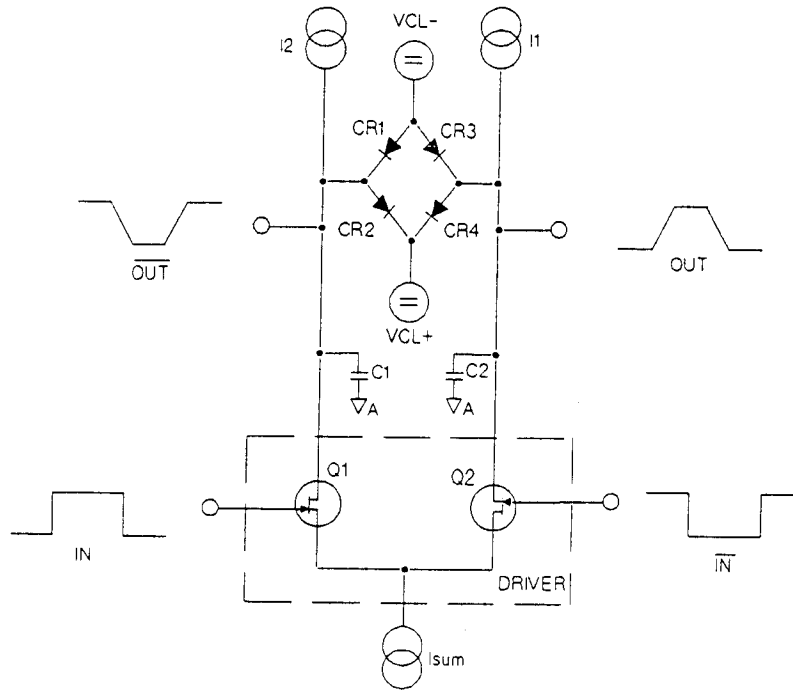 VCL-
I2
I1
CR1
CR3
CR2
CR4
OUT
OUT
VCL+
C1
C2
A
A
Q1
Q2
IN
IN
DRIVER
Isum